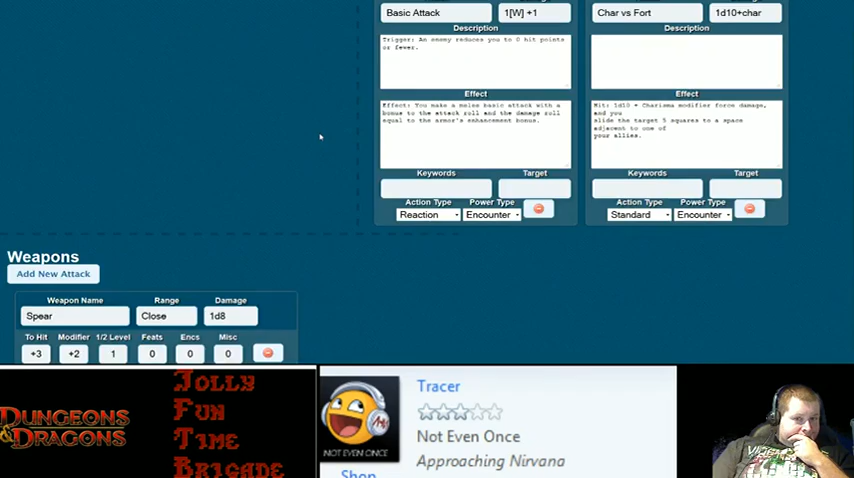 Basic Attack
1[W] +1
Description
Trigger: An enemy reduces you to 0 hit points
or fewer.
Effect
Effect: You make a melee basic attack with a
bonus to the attack roll and the damage roll
equal to the armor's enhancement bonus.
Keywords
Target
Action Type
Power Type
Reaction
Encounter
Char vs Fort
1d10+char
Description
Effect
Hit: 1d10 + Charisma modifier force damage,
and you
slide the target 5 squares to a space
adjacent to one of
your allies.
Keywords
Target
Action Type
Power Type
Standard
Encounter
Weapons
Add New Attack
Weapon Name
Range
Damage
Spear
Close
1d8
To Hit
Modifier
1/2 Level
Feats
Encs
Misc
+3
+2
1
0
0
0
DUNGEONS
& DRAGONS
Jolly
Fun
Time
Brigade
NOT EVEN ONCE
Tracer
Not Even Once
Approaching Nirvana
Shop